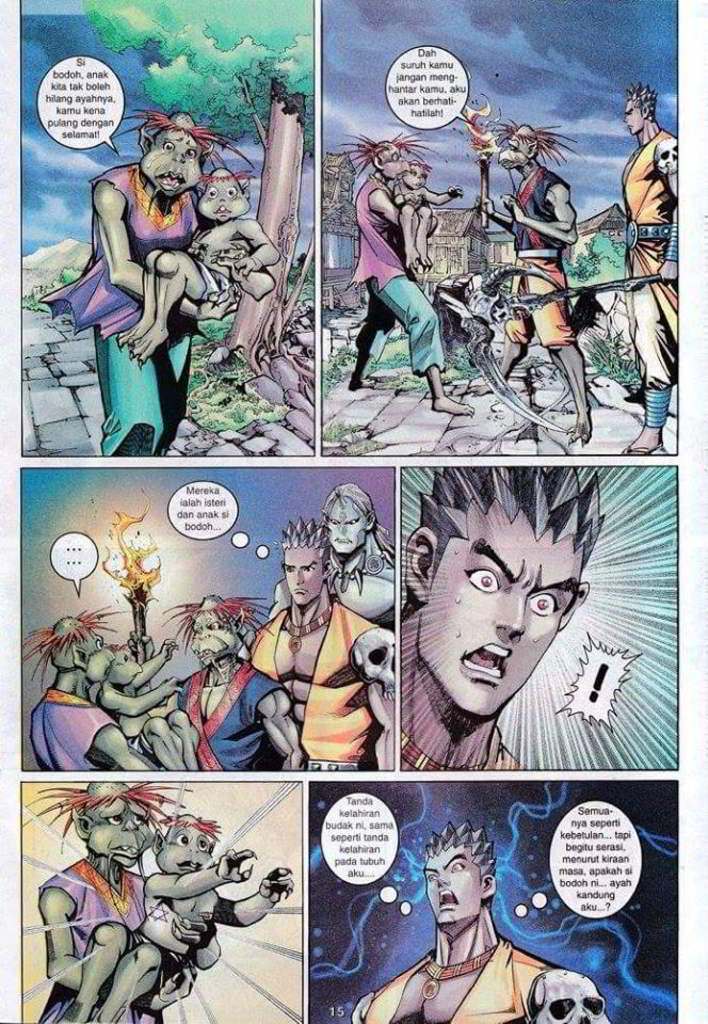 Si
bodoh, anak
kita tak boleh
hilang ayahnya,
kamu kena
pulang dengan
selamat!
Dah
suruh kamu
jangan meng-
hantar kamu, aku
akan berhati-
hatilah!
Mereka
ialah isteri
dan anak si
bodoh...
...
...
!
Tanda
kelahiran
budak ni, sama
seperti tanda
kelahiran
pada tubuh
aku....
Semua-
nya seperti
kebetulan... tapi
begitu serasi,
menurut kiraan
masa, apakah si
bodoh ni... ayah
kandung
aku...?
15